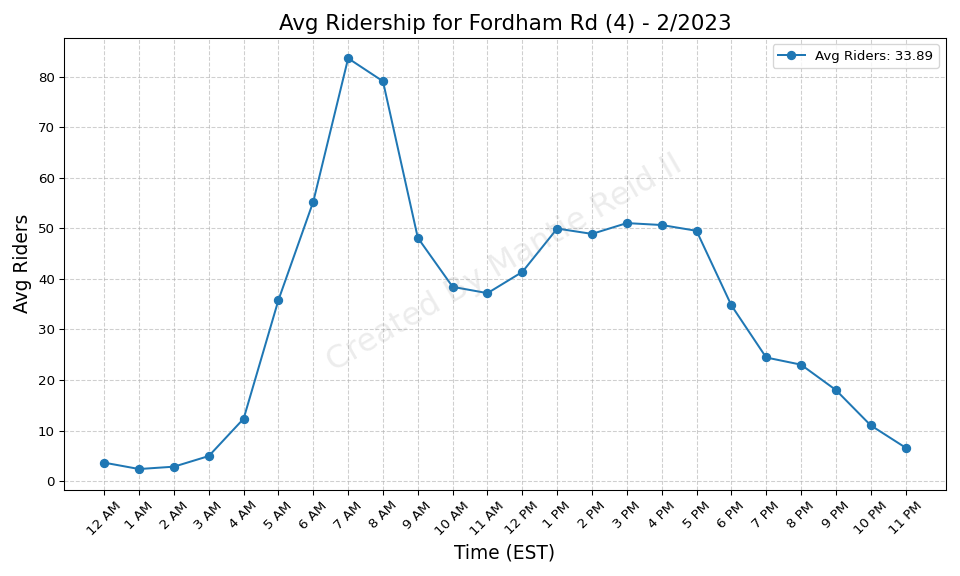 Avg Ridership for Fordham Rd (4) - 2/2023
Avg Riders: 33.89
Avg Riders
80
70
60
50
40
30
20
10
0
Created By Mantie Reid II
12 AM
1 AM
2 AM
3 AM
4 AM
5 AM
6 AM
7 AM
8 AM
9 AM
10 AM
11 AM
12 PM
1 PM
2 PM
3 PM
4 PM
5 PM
6 PM
7 PM
8 PM
9 PM
10 PM
11 PM
Time (EST)